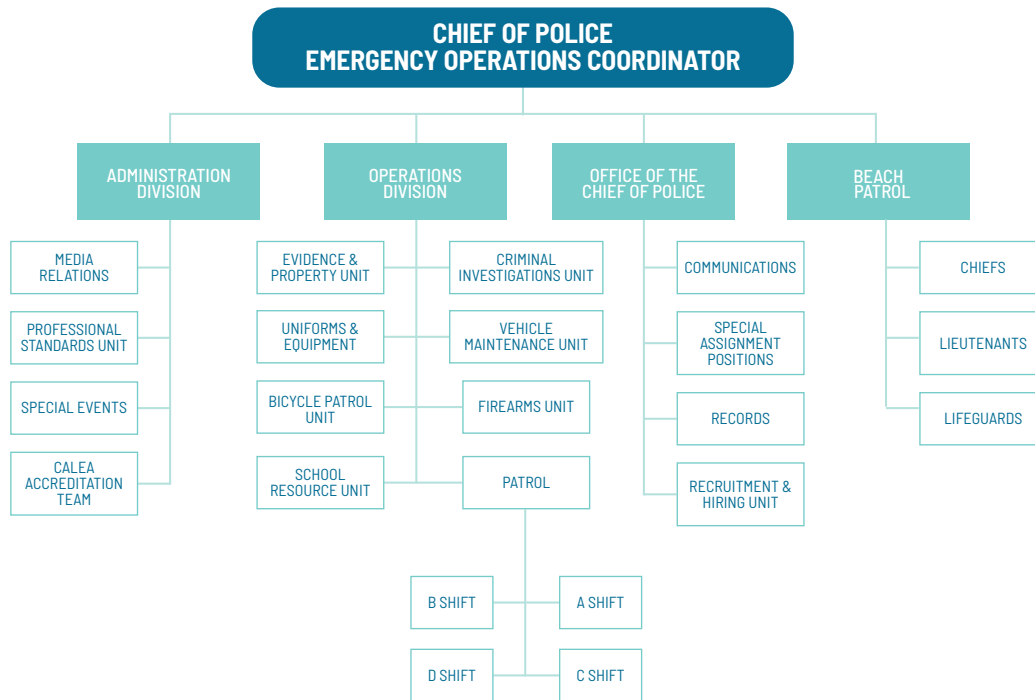 CHIEF OF POLICE
EMERGENCY OPERATIONS COORDINATOR
ADMINISTRATION
DIVISION
OPERATIONS
DIVISION
OFFICE OF THE
CHIEF OF POLICE
BEACH
PATROL
MEDIA
RELATIONS
PROFESSIONAL
STANDARDS UNIT
SPECIAL EVENTS
CALEA
ACCREDITATION
TEAM
EVIDENCE &
PROPERTY UNIT
CRIMINAL
INVESTIGATIONS UNIT
UNIFORMS &
EQUIPMENT
VEHICLE
MAINTENANCE UNIT
BICYCLE PATROL
UNIT
FIREARMS UNIT
SCHOOL
RESOURCE UNIT
PATROL
B SHIFT
A SHIFT
D SHIFT
C SHIFT
COMMUNICATIONS
SPECIAL
ASSIGNMENT
POSITIONS
RECORDS
RECRUITMENT &
HIRING UNIT
CHIEFS
LIEUTENANTS
LIFEGUARDS